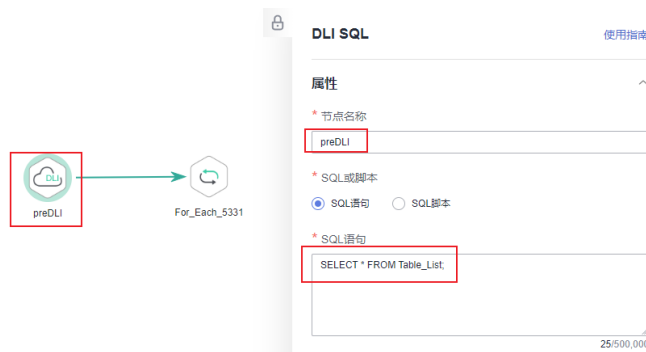 DLI SQL
使用指南
属性
* 节点名称
preDLI
* SQL或脚本
SQL语句
SQL脚本
* SQL语句
SELECT * FROM Table_List;
25/500,000
DLI
preDLI
For_Each_5331